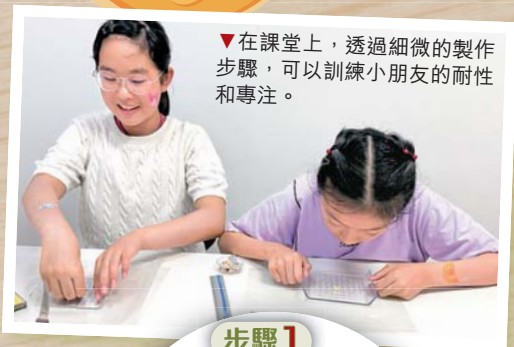 ▼在課堂上，透過細微的製作
步驟，可以訓練小朋友的耐性
和專注。
步驟1